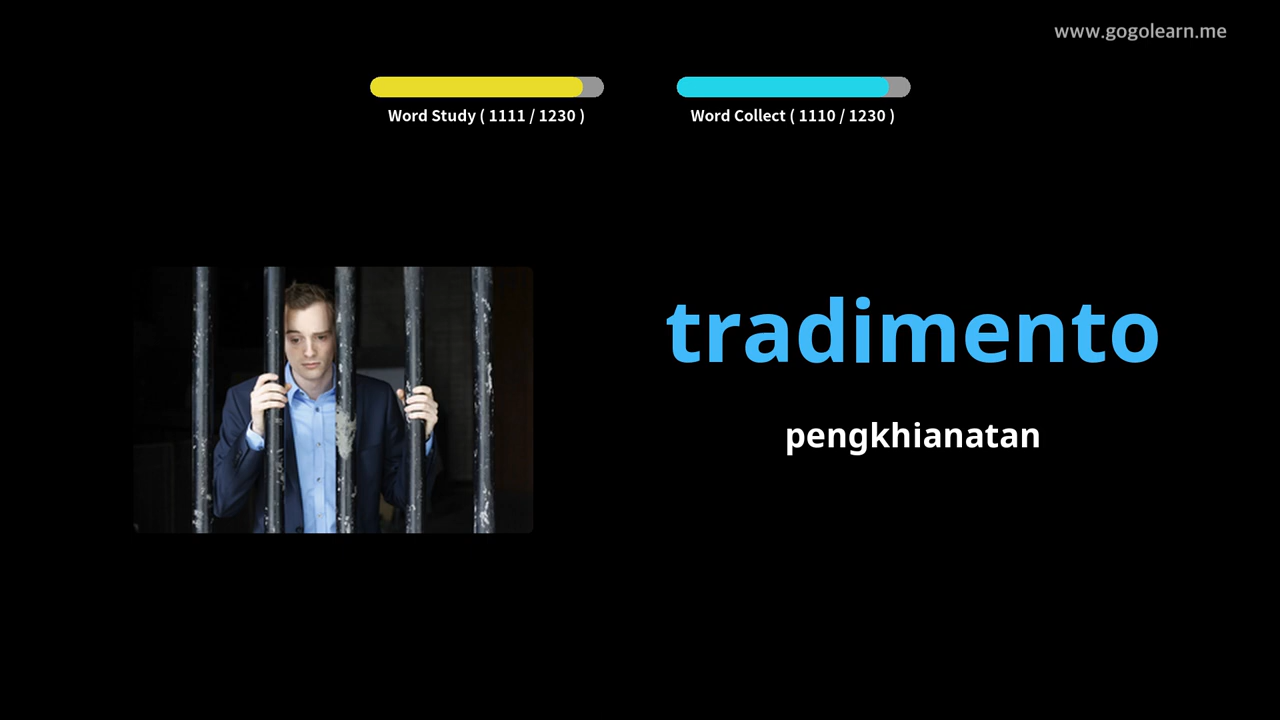 www.gogolearn.me
Word Study ( 1111 / 1230 )
Word Collect ( 1110 / 1230 )
tradimento
pengkhianatan